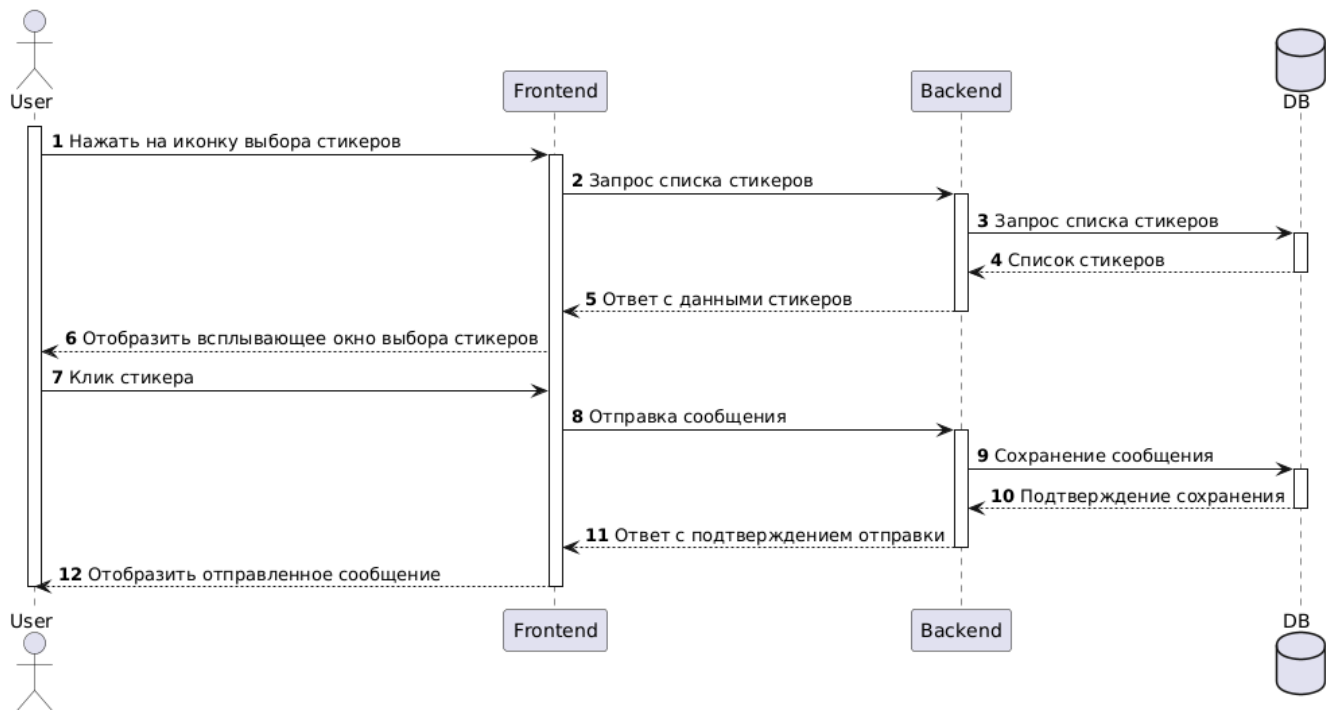 User
Frontend
Backend
DB
1 Нажать на иконку выбора стикеров
2 Запрос списка стикеров
3 Запрос списка стикеров
4 Список стикеров
5 Ответ с данными стикеров
6 Отобразить всплывающее окно выбора стикеров
7 Клик стикера
8 Отправка сообщения
9 Сохранение сообщения
10 Подтверждение сохранения
11 Ответ с подтверждением отправки
12 Отобразить отправленное сообщение
User
Frontend
Backend
DB